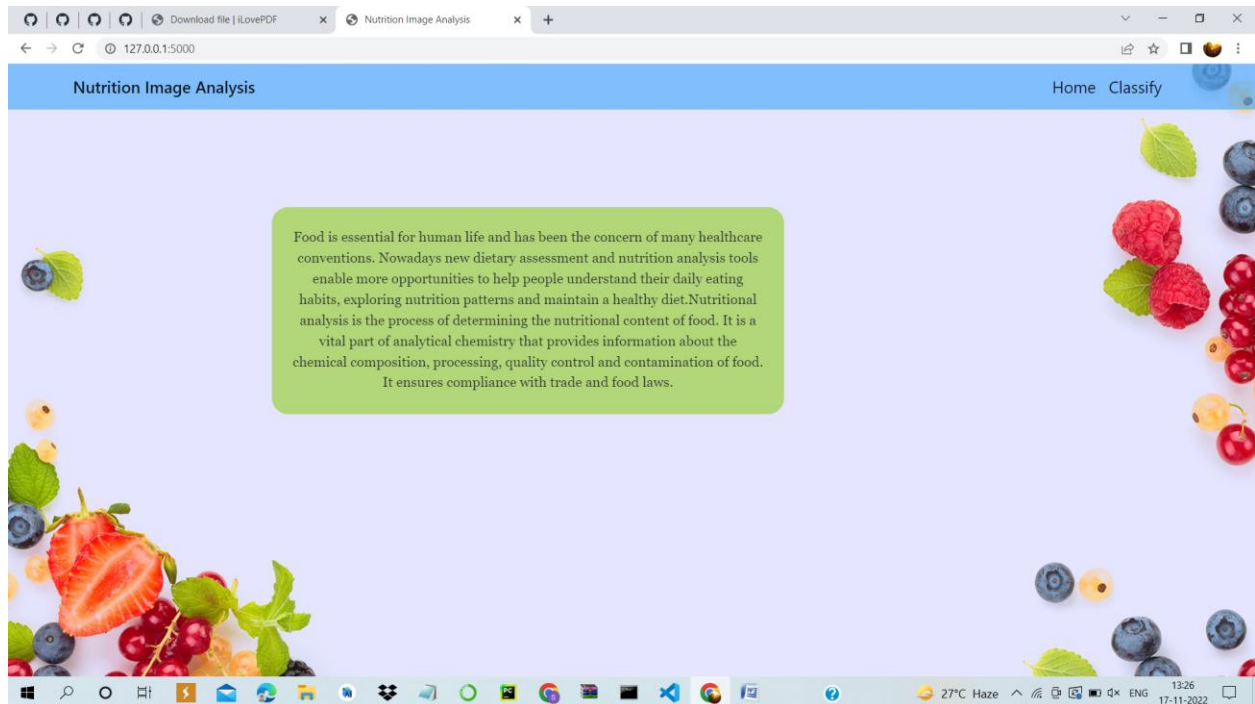 Download file | iLovePDF
Nutrition Image Analysis
127.0.0.1:5000
Nutrition Image Analysis
Home Classify
Food is essential for human life and has been the concern of many healthcare
conventions. Nowadays new dietary assessment and nutrition analysis tools
enable more opportunities to help people understand their daily eating
habits, exploring nutrition patterns and maintain a healthy diet.Nutritional
analysis is the process of determining the nutritional content of food. It is a
vital part of analytical chemistry that provides information about the
chemical composition, processing, quality control and contamination of food.
It ensures compliance with trade and food laws.
27°C Haze
ENG
13:26
17-11-2022